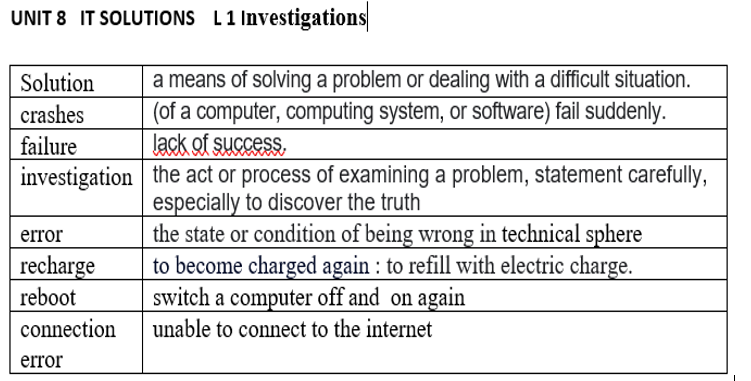 UNIT 8 IT SOLUTIONS L 1 Investigations
Solution a means of solving a problem or dealing with a difficult situation.
crashes (of a computer, computing system, or software) fail suddenly.
failure lack of success.
investigation the act or process of examining a problem, statement carefully,
especially to discover the truth
error the state or condition of being wrong in technical sphere
recharge to become charged again : to refill with electric charge.
reboot switch a computer off and on again
connection unable to connect to the internet
error